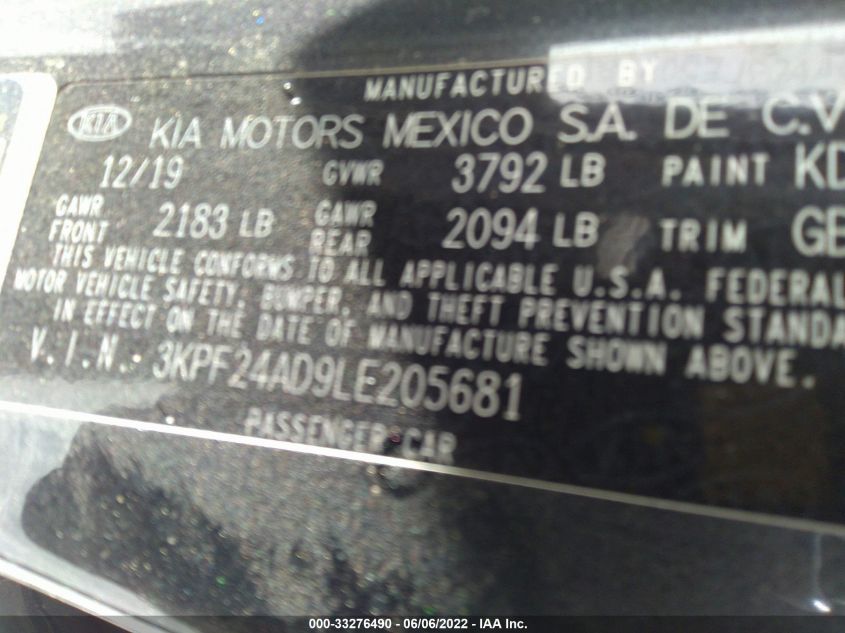 MANUFACTURED BY
KIA KIA MOTORS MEXICO S.A. DE C.V
12/19 GVWR 3792 LB PAINT KD
GAWR FRONT 2183 LB GAWR REAR 2094 LB TRIM GB
THIS VEHICLE CONFORMS TO ALL APPLICABLE U.S.A. FEDERAL
MOTOR VEHICLE SAFETY, BUMPER, AND THEFT PREVENTION STANDA
IN EFFECT ON THE DATE OF MANUFACTURE SHOWN ABOVE.
V.I.N.: 3KPF24AD9LE205681
PASSENGER CAR
000-33276490 - 06/06/2022 - IAA Inc.